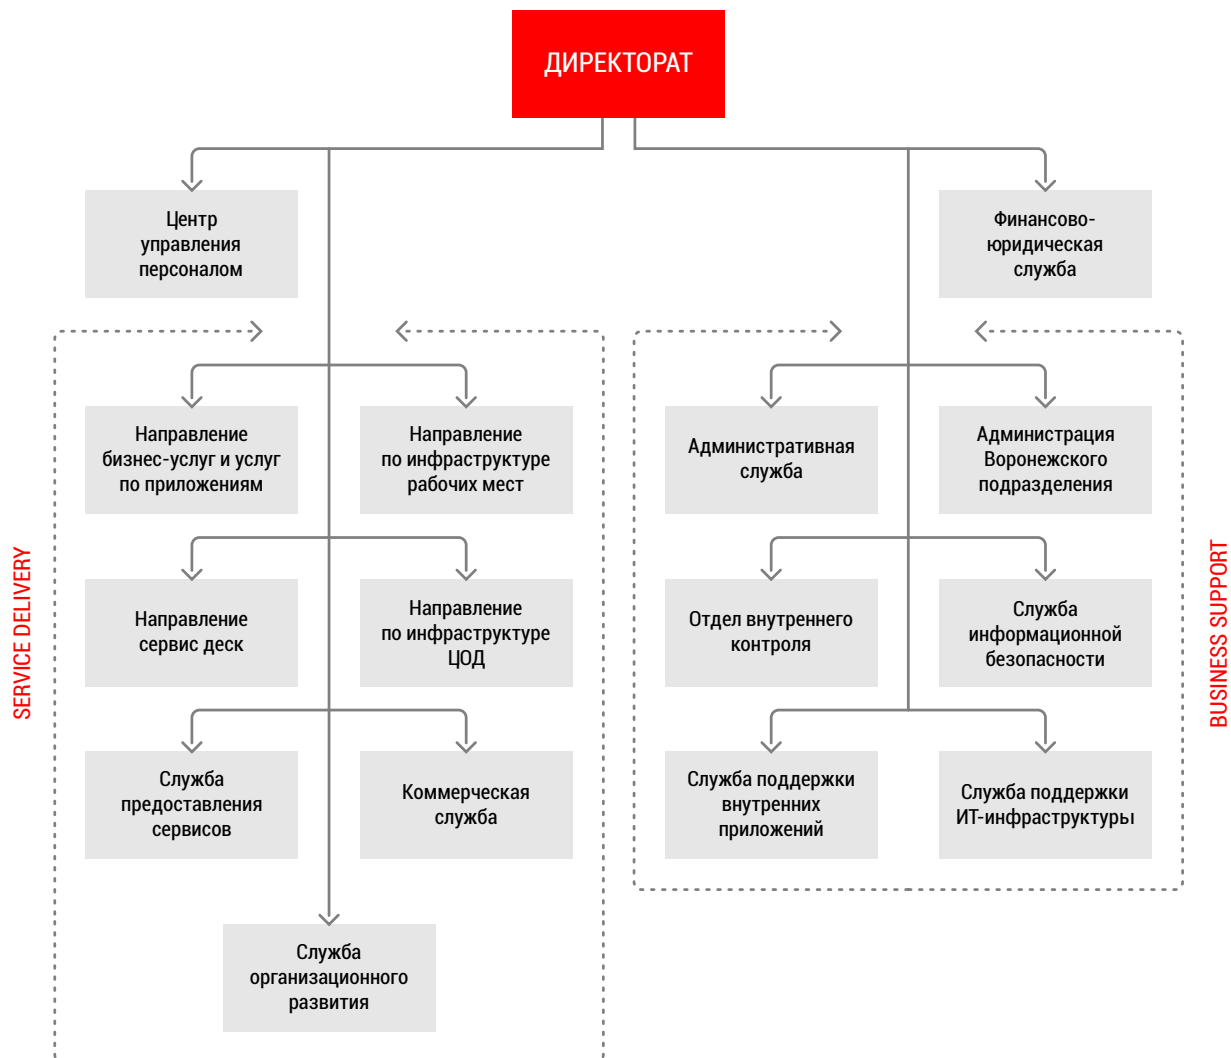 ДИРЕКТОРАТ
Центр
управления
персоналом
Финансово-
юридическая
служба
SERVICE DELIVERY
Направление
бизнес-услуг и услуг
по приложениям
Направление
по инфраструктуре
рабочих мест
Направление
сервис деск
Направление
по инфраструктуре
ЦОД
Служба
предоставления
сервисов
Коммерческая
служба
Служба
организационного
развития
Административная
служба
Администрация
Воронежского
подразделения
Отдел внутреннего
контроля
Служба
информационной
безопасности
Служба поддержки
внутренних
приложений
Служба поддержки
ИТ-инфраструктуры
BUSINESS SUPPORT